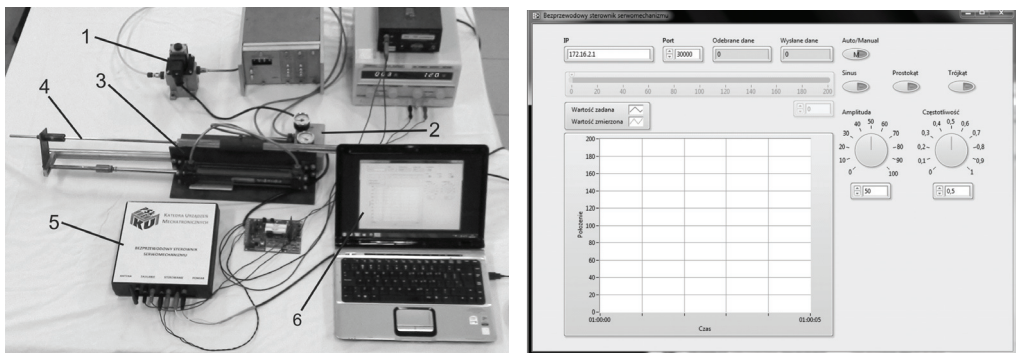 1
2
3
4
5
6
KATEDRA URZĄDZEŃ
MECHATRONICZNYCH
BEZPRZEWODOWY STEROWNIK
SERWOMECHANIZMU
Bezprzewodowy sterownik serwomechanizmu
IP
Port
Odebrane dane
Wysłane dane
Auto/Manual
172.16.2.1
30000
0
0
M
0 20 40 60 80 100 120 140 160 180 200
Sinus
Prostokąt
Trójkąt
Wartość zadana
Wartość zmierzona
0
Amplituda
0 10 20 30 40 50 60 70 80 90 100
50
Częstotliwość
0 0,1 0,2 0,3 0,4 0,5 0,6 0,7 0,8 0,9 1
0,5
200
180
160
140
120
100
80
60
40
20
0
Położenie
01:00:00
01:00:05
Czas